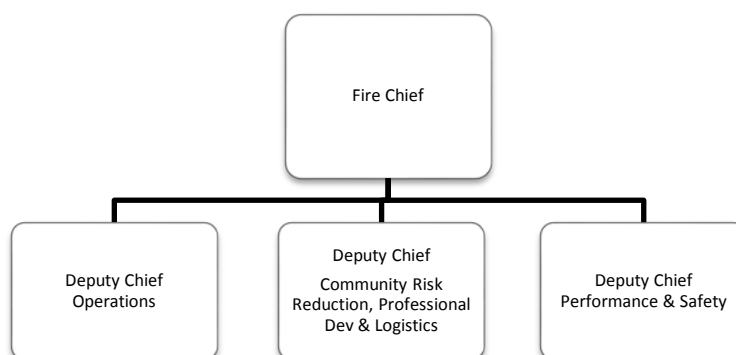 Fire Chief
Deputy Chief
Operations
Deputy Chief
Community Risk
Reduction, Professional
Dev & Logistics
Deputy Chief
Performance & Safety